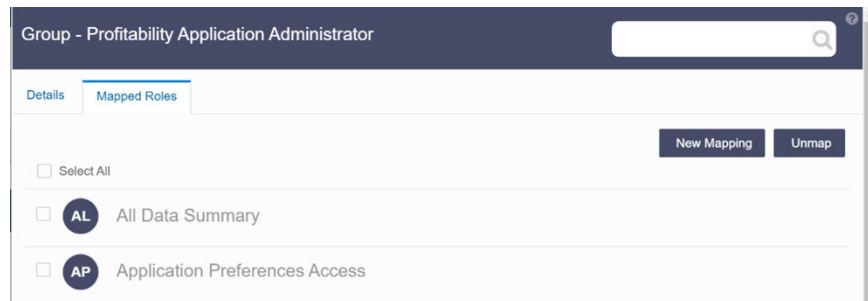 Group - Profitability Application Administrator
?
Details Mapped Roles
New Mapping Unmap
Select All
AL All Data Summary
AP Application Preferences Access